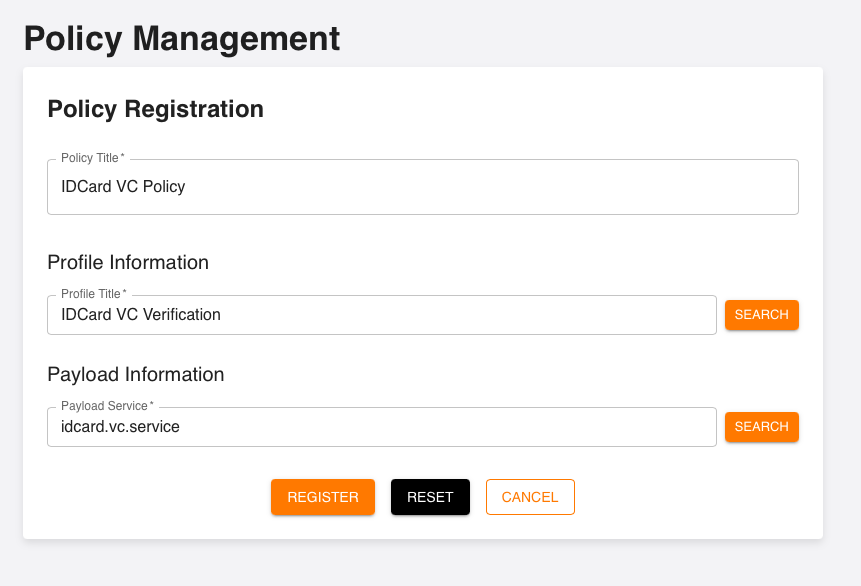 Policy Management
Policy Registration
Policy Title *
IDCard VC Policy
Profile Information
Profile Title *
IDCard VC Verification
SEARCH
Payload Information
Payload Service *
idcard.vc.service
SEARCH
REGISTER
RESET
CANCEL